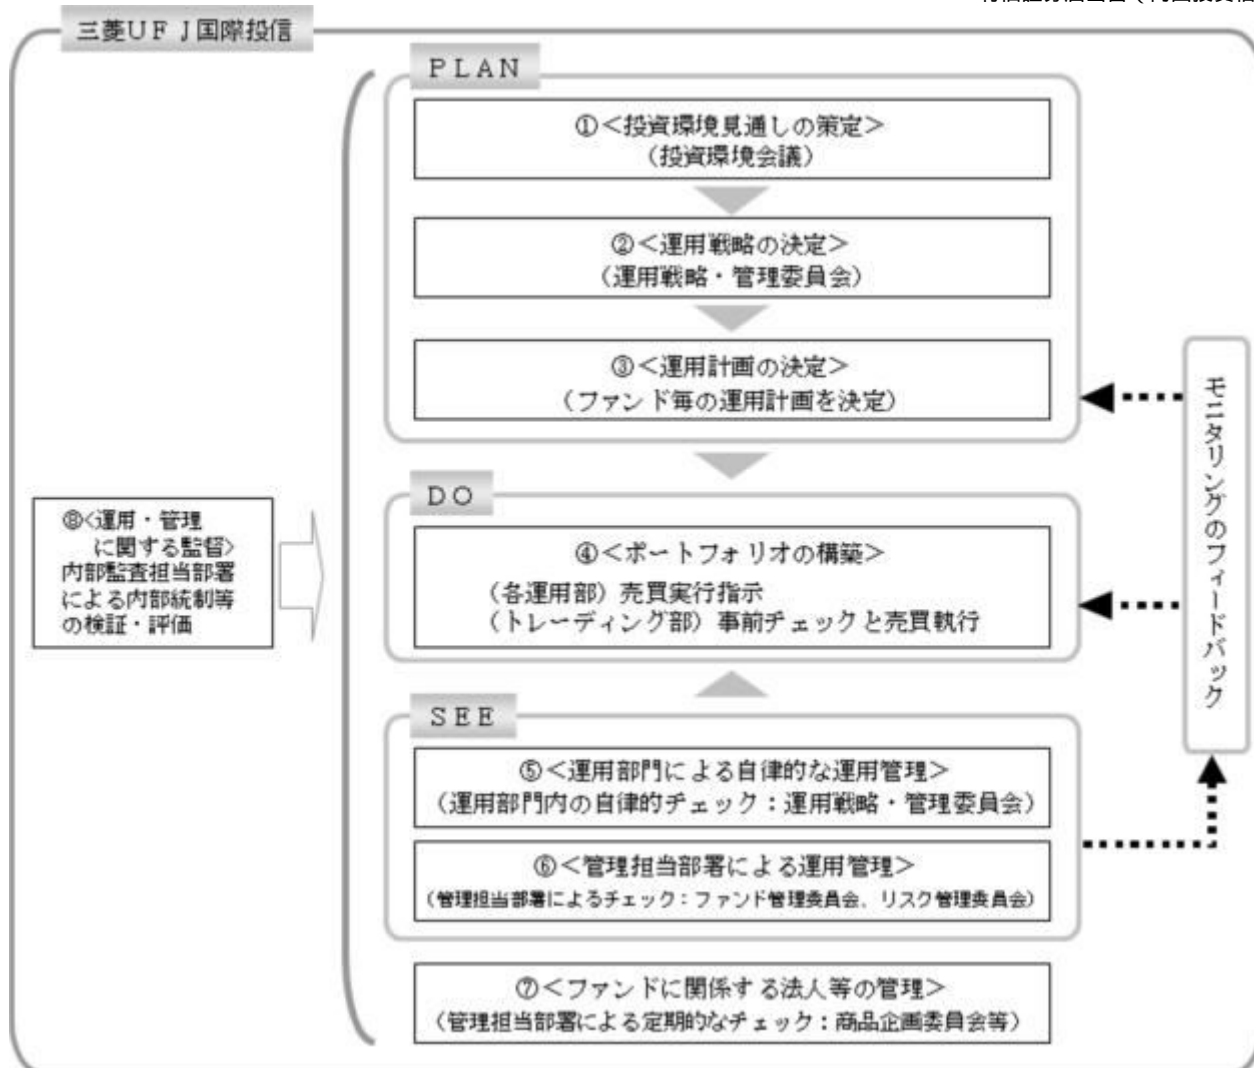 三菱UFJ国際投信
PLAN
①<投資環境見通しの策定>
(投資環境会議)
②<運用戦略の決定>
(運用戦略・管理委員会)
③<運用計画の決定>
(ファンド毎の運用計画を決定)
DO
④<ポートフォリオの構築>
(各運用部)売買実行指示
(トレーディング部)事前チェックと売買執行
SEE
⑤<運用部門による自律的な運用管理>
(運用部門内の自律的チェック:運用戦略・管理委員会)
⑥<管理担当部署による運用管理>
(管理担当部署によるチェック:ファンド管理委員会、リスク管理委員会)
⑦<ファンドに関係する法人等の管理>
(管理担当部署による定期的なチェック:商品企画委員会等)
⑧<運用・管理
に関する監督>
内部監査担当部署
による内部統制等
の検証・評価
モニタリングのフィードバック